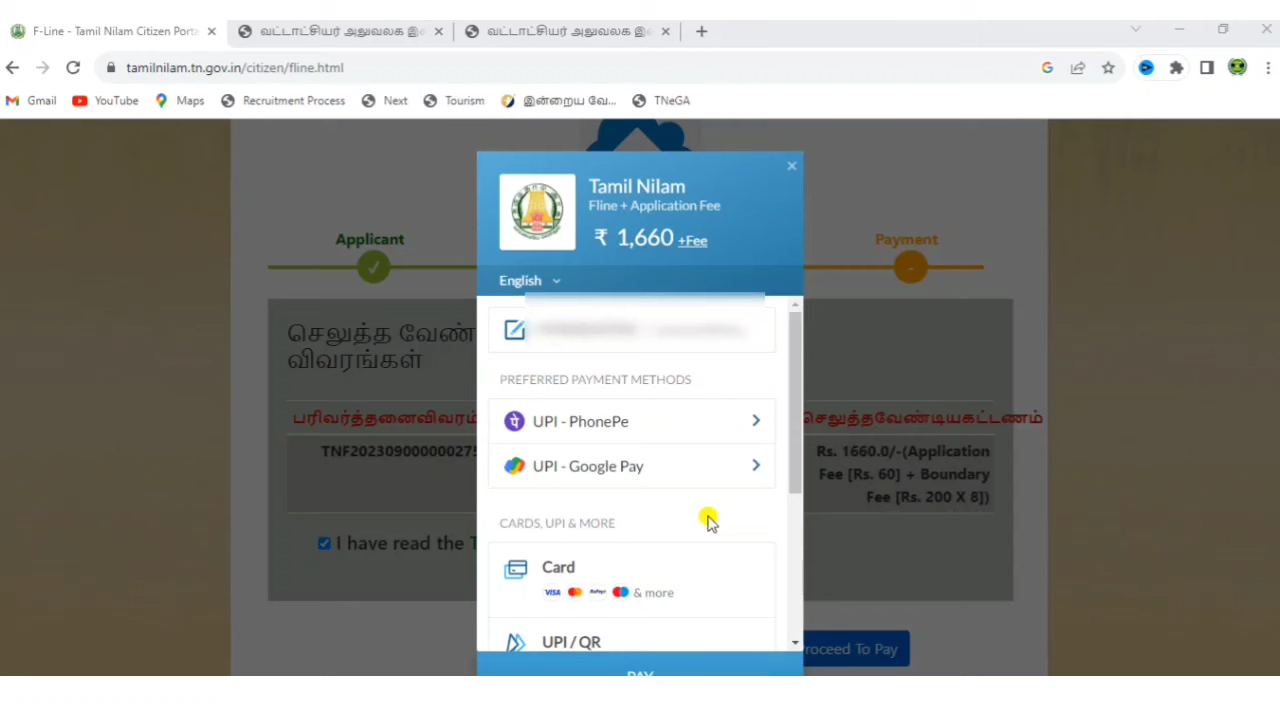 F-Line - Tamil Nilam Citizen Porta
வட்டாட்சியர் அலுவலக இ
வட்டாட்சியர் அலுவலக இ
tamilnilam.tn.gov.in/citizen/fline.html
Gmail YouTube Maps Recruitment Process Next Tourism இன்றைய வே... TNeGA
Tamil Nilam
Fline + Application Fee
₹ 1,660 +Fee
English
Applicant
Payment
செலுத்த வேண்
விவரங்கள்
பரிவர்த்தனைவிவரம்
செலுத்தவேண்டியகட்டணம்
TNF202309000000275
Rs. 1660.0/-(Application
Fee [Rs. 60] + Boundary
Fee [Rs. 200 X 8])
I have read the T
PREFERRED PAYMENT METHODS
UPI - PhonePe
UPI - Google Pay
CARDS, UPI & MORE
Card
VISA RuPay & more
UPI / QR
roceed To Pay
PAY